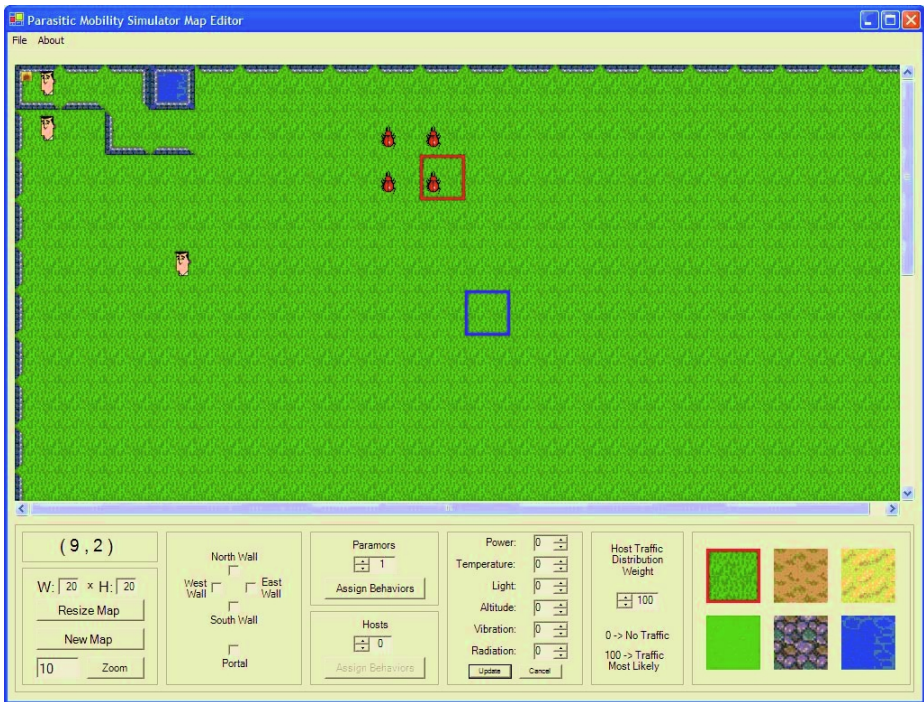 Parasitic Mobility Simulator Map Editor
File About
( 9 , 2 )
W: 20 × H: 20
Resize Map
New Map
10 Zoom
North Wall
West Wall
East Wall
South Wall
Portal
Paramors
1
Assign Behaviors
Hosts
0
Assign Behaviors
Power: 0
Temperature: 0
Light: 0
Altitude: 0
Vibration: 0
Radiation: 0
Update Cancel
Host Traffic
Distribution
Weight
100
0 -> No Traffic
100 -> Traffic
Most Likely